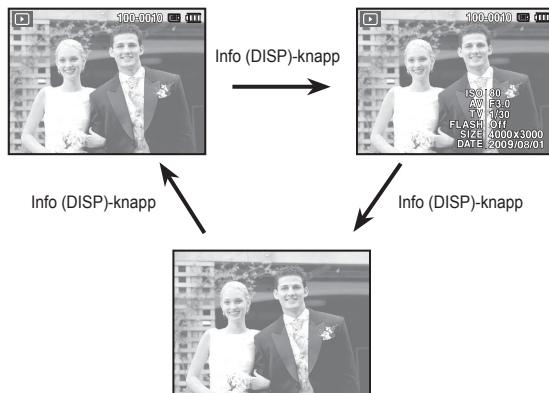 100-0010
100-0010
Info (DISP)-knapp
ISO 80
AV F3.0
TV 1/30
FLASH Off
SIZE 4000x3000
DATE 2009/08/01
Info (DISP)-knapp
Info (DISP)-knapp